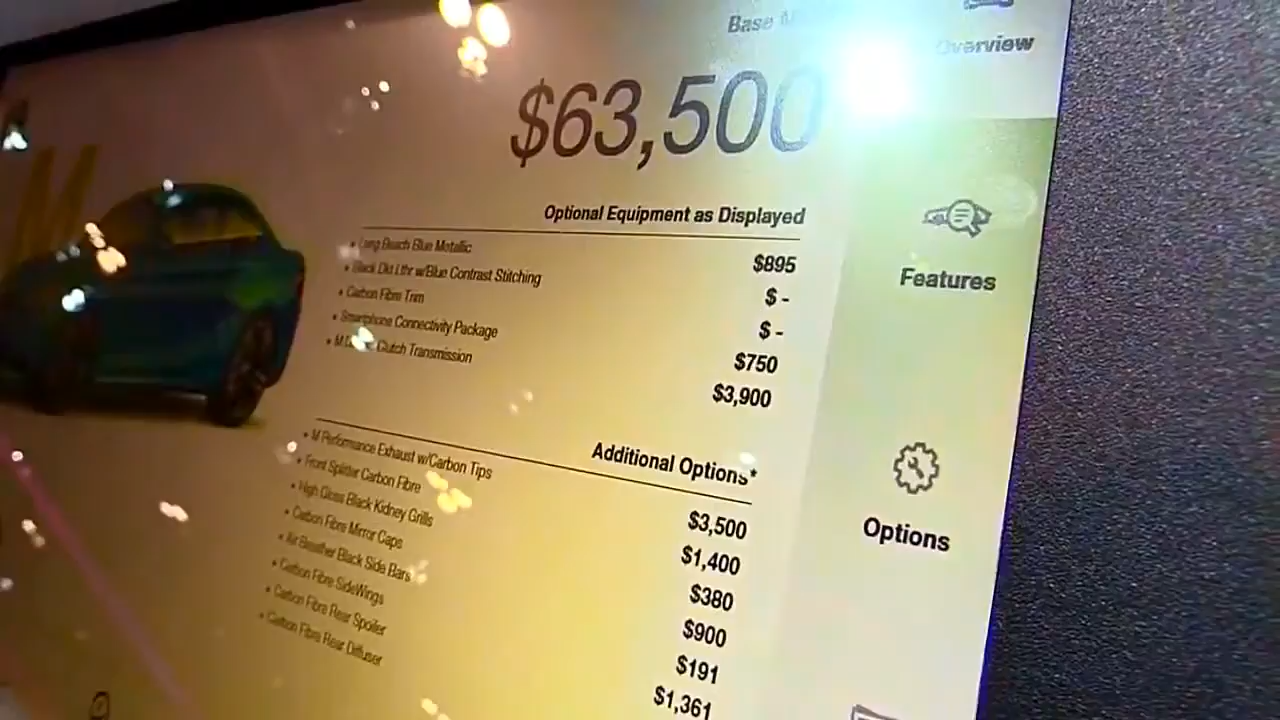 Base
Overview
$63,500
Optional Equipment as Displayed
• Long Beach Blue Metallic $895
• Black Dkt Lthr w/Blue Contrast Stitching $ -
• Carbon Fibre Trim $ -
• Smartphone Connectivity Package $750
• M Clutch Transmission $3,900
Features
Additional Options*
• M Performance Exhaust w/Carbon Tips $3,500
• Front Splitter Carbon Fibre $1,400
• High Gloss Black Kidney Grills $380
• Carbon Fibre Mirror Caps $900
• Air Breather Black Side Bars $191
• Carbon Fibre SideWings $1,361
• Carbon Fibre Rear Spoiler
• Carbon Fibre Rear Diffuser
Options